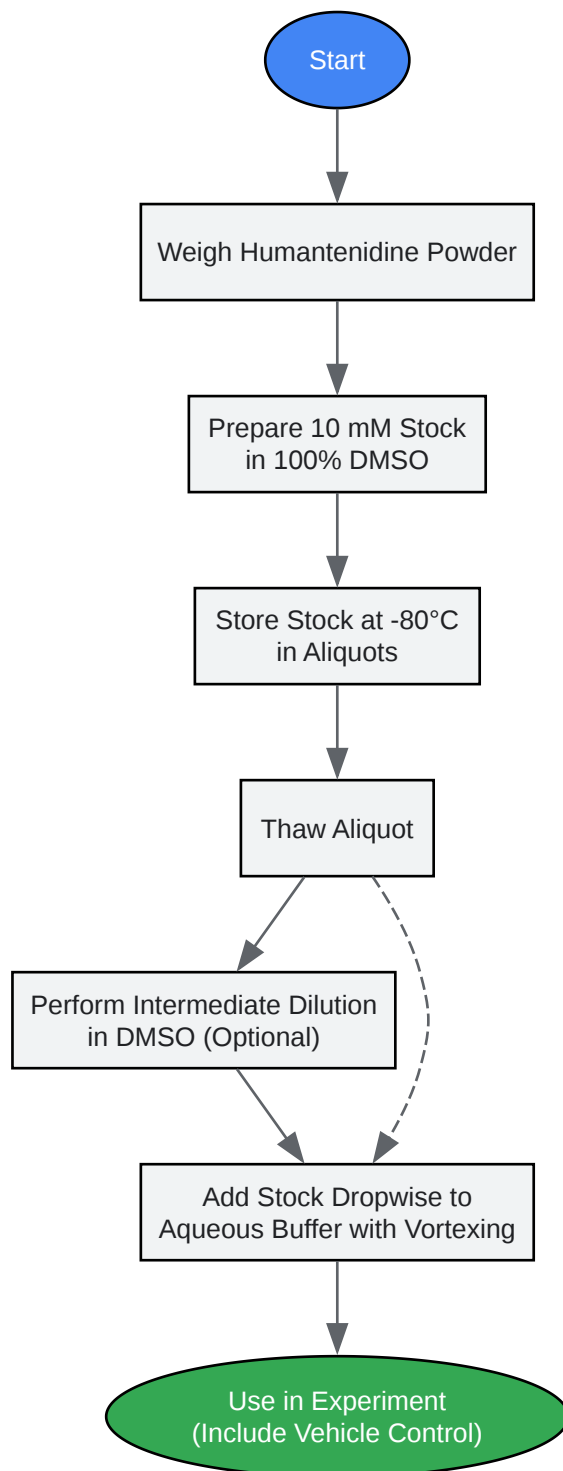 Start
Weigh Humantenidine Powder
Prepare 10 mM Stock
in 100% DMSO
Store Stock at -80°C
in Aliquots
Thaw Aliquot
Perform Intermediate Dilution
in DMSO (Optional)
Add Stock Dropwise to
Aqueous Buffer with Vortexing
Use in Experiment
(Include Vehicle Control)